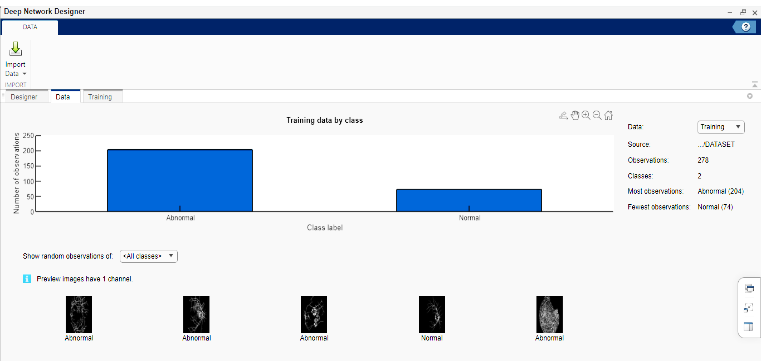 Deep Network Designer
DATA
?
Import
Data
IMPORT
Designer Data Training
Training data by class
Number of observations
250
200
150
100
50
0
Abnormal Normal
Class label
Data: Training
Source: .../DATASET
Observations: 278
Classes: 2
Most observations: Abnormal (204)
Fewest observations: Normal (74)
Show random observations of: <All classes>
i Preview images have 1 channel
Abnormal Abnormal Abnormal Normal Abnormal